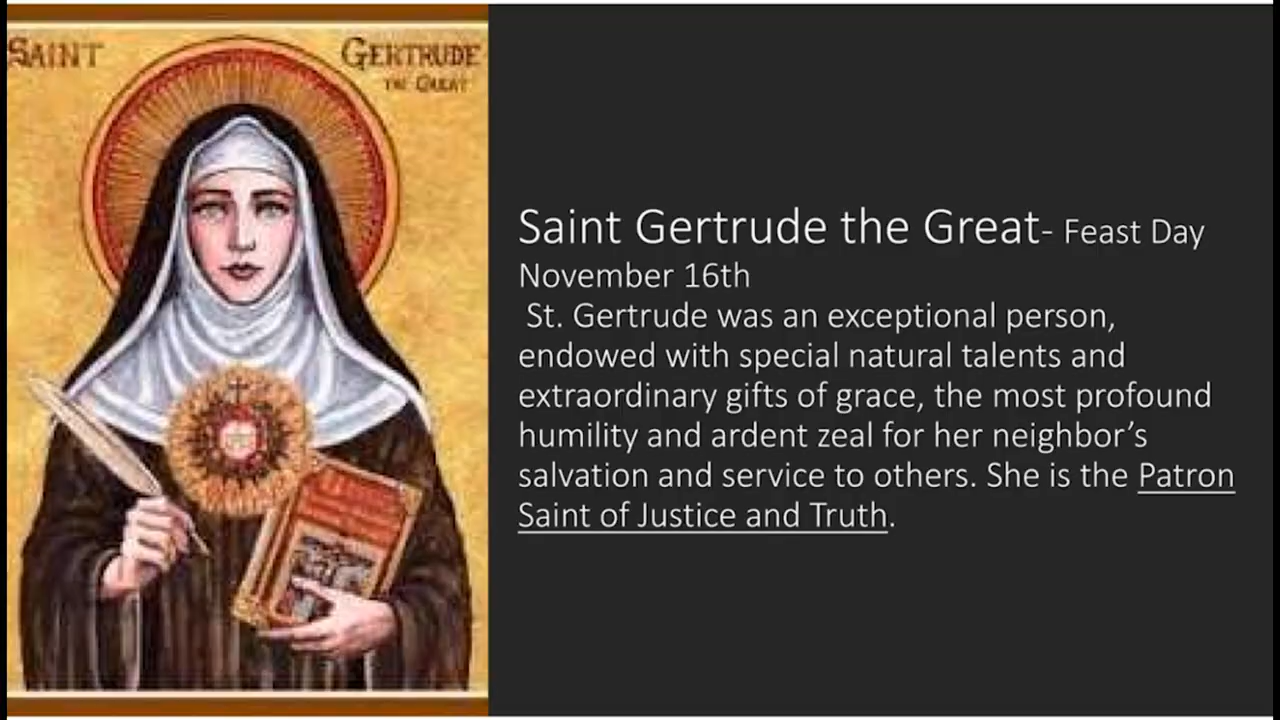 SAINT GERTRUDE
THE GREAT
Saint Gertrude the Great- Feast Day
November 16th
St. Gertrude was an exceptional person,
endowed with special natural talents and
extraordinary gifts of grace, the most profound
humility and ardent zeal for her neighbor’s
salvation and service to others. She is the Patron
Saint of Justice and Truth.